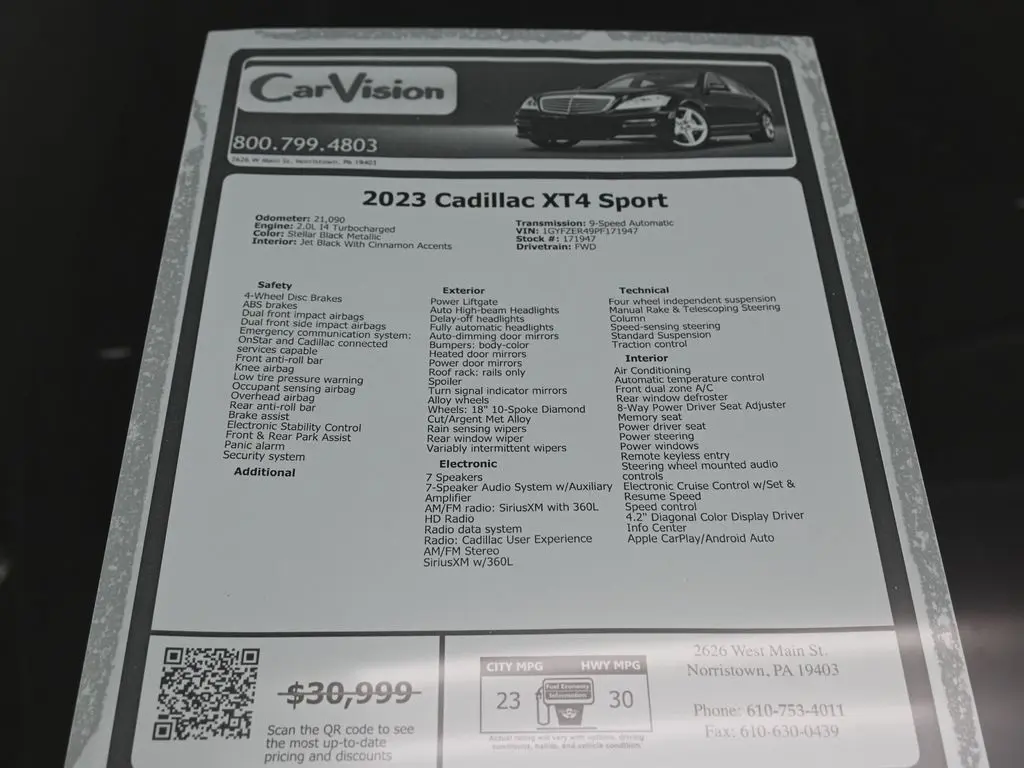 CarVision
800.799.4803
2626 W Main St, Norristown, PA 19403
2023 Cadillac XT4 Sport
Odometer: 21,090
Engine: 2.0L I4 Turbocharged
Color: Stellar Black Metallic
Interior: Jet Black With Cinnamon Accents
Transmission: 9-Speed Automatic
VIN: 1GYFZER49PF171947
Stock #: 171947
Drivetrain: FWD
Safety
4-Wheel Disc Brakes
ABS brakes
Dual front impact airbags
Dual front side impact airbags
Emergency communication system:
OnStar and Cadillac connected
services capable
Front anti-roll bar
Knee airbag
Low tire pressure warning
Occupant sensing airbag
Overhead airbag
Rear anti-roll bar
Brake assist
Electronic Stability Control
Front & Rear Park Assist
Panic alarm
Security system
Additional
Exterior
Power Liftgate
Auto High-beam Headlights
Delay-off headlights
Fully automatic headlights
Auto-dimming door mirrors
Bumpers: body-color
Heated door mirrors
Power door mirrors
Roof rack: rails only
Spoiler
Turn signal indicator mirrors
Alloy wheels
Wheels: 18" 10-Spoke Diamond
Cut/Argent Met Alloy
Rain sensing wipers
Rear window wiper
Variably intermittent wipers
Electronic
7 Speakers
7-Speaker Audio System w/Auxiliary
Amplifier
AM/FM radio: SiriusXM with 360L
HD Radio
Radio data system
Radio: Cadillac User Experience
AM/FM Stereo
SiriusXM w/360L
Technical
Four wheel independent suspension
Manual Rake & Telescoping Steering
Column
Speed-sensing steering
Standard Suspension
Traction control
Interior
Air Conditioning
Automatic temperature control
Front dual zone A/C
Rear window defroster
8-Way Power Driver Seat Adjuster
Memory seat
Power driver seat
Power steering
Power windows
Remote keyless entry
Steering wheel mounted audio
controls
Electronic Cruise Control w/Set &
Resume Speed
Speed control
4.2" Diagonal Color Display Driver
Info Center
Apple CarPlay/Android Auto
$30,999
Scan the QR code to see
the most up-to-date
pricing and discounts
CITY MPG
HWY MPG
23
Fuel Economy
Information
30
Actual rating will vary with options, driving
conditions, habits, and vehicle condition.
2626 West Main St.
Norristown, PA 19403
Phone: 610-753-4011
Fax: 610-630-0439